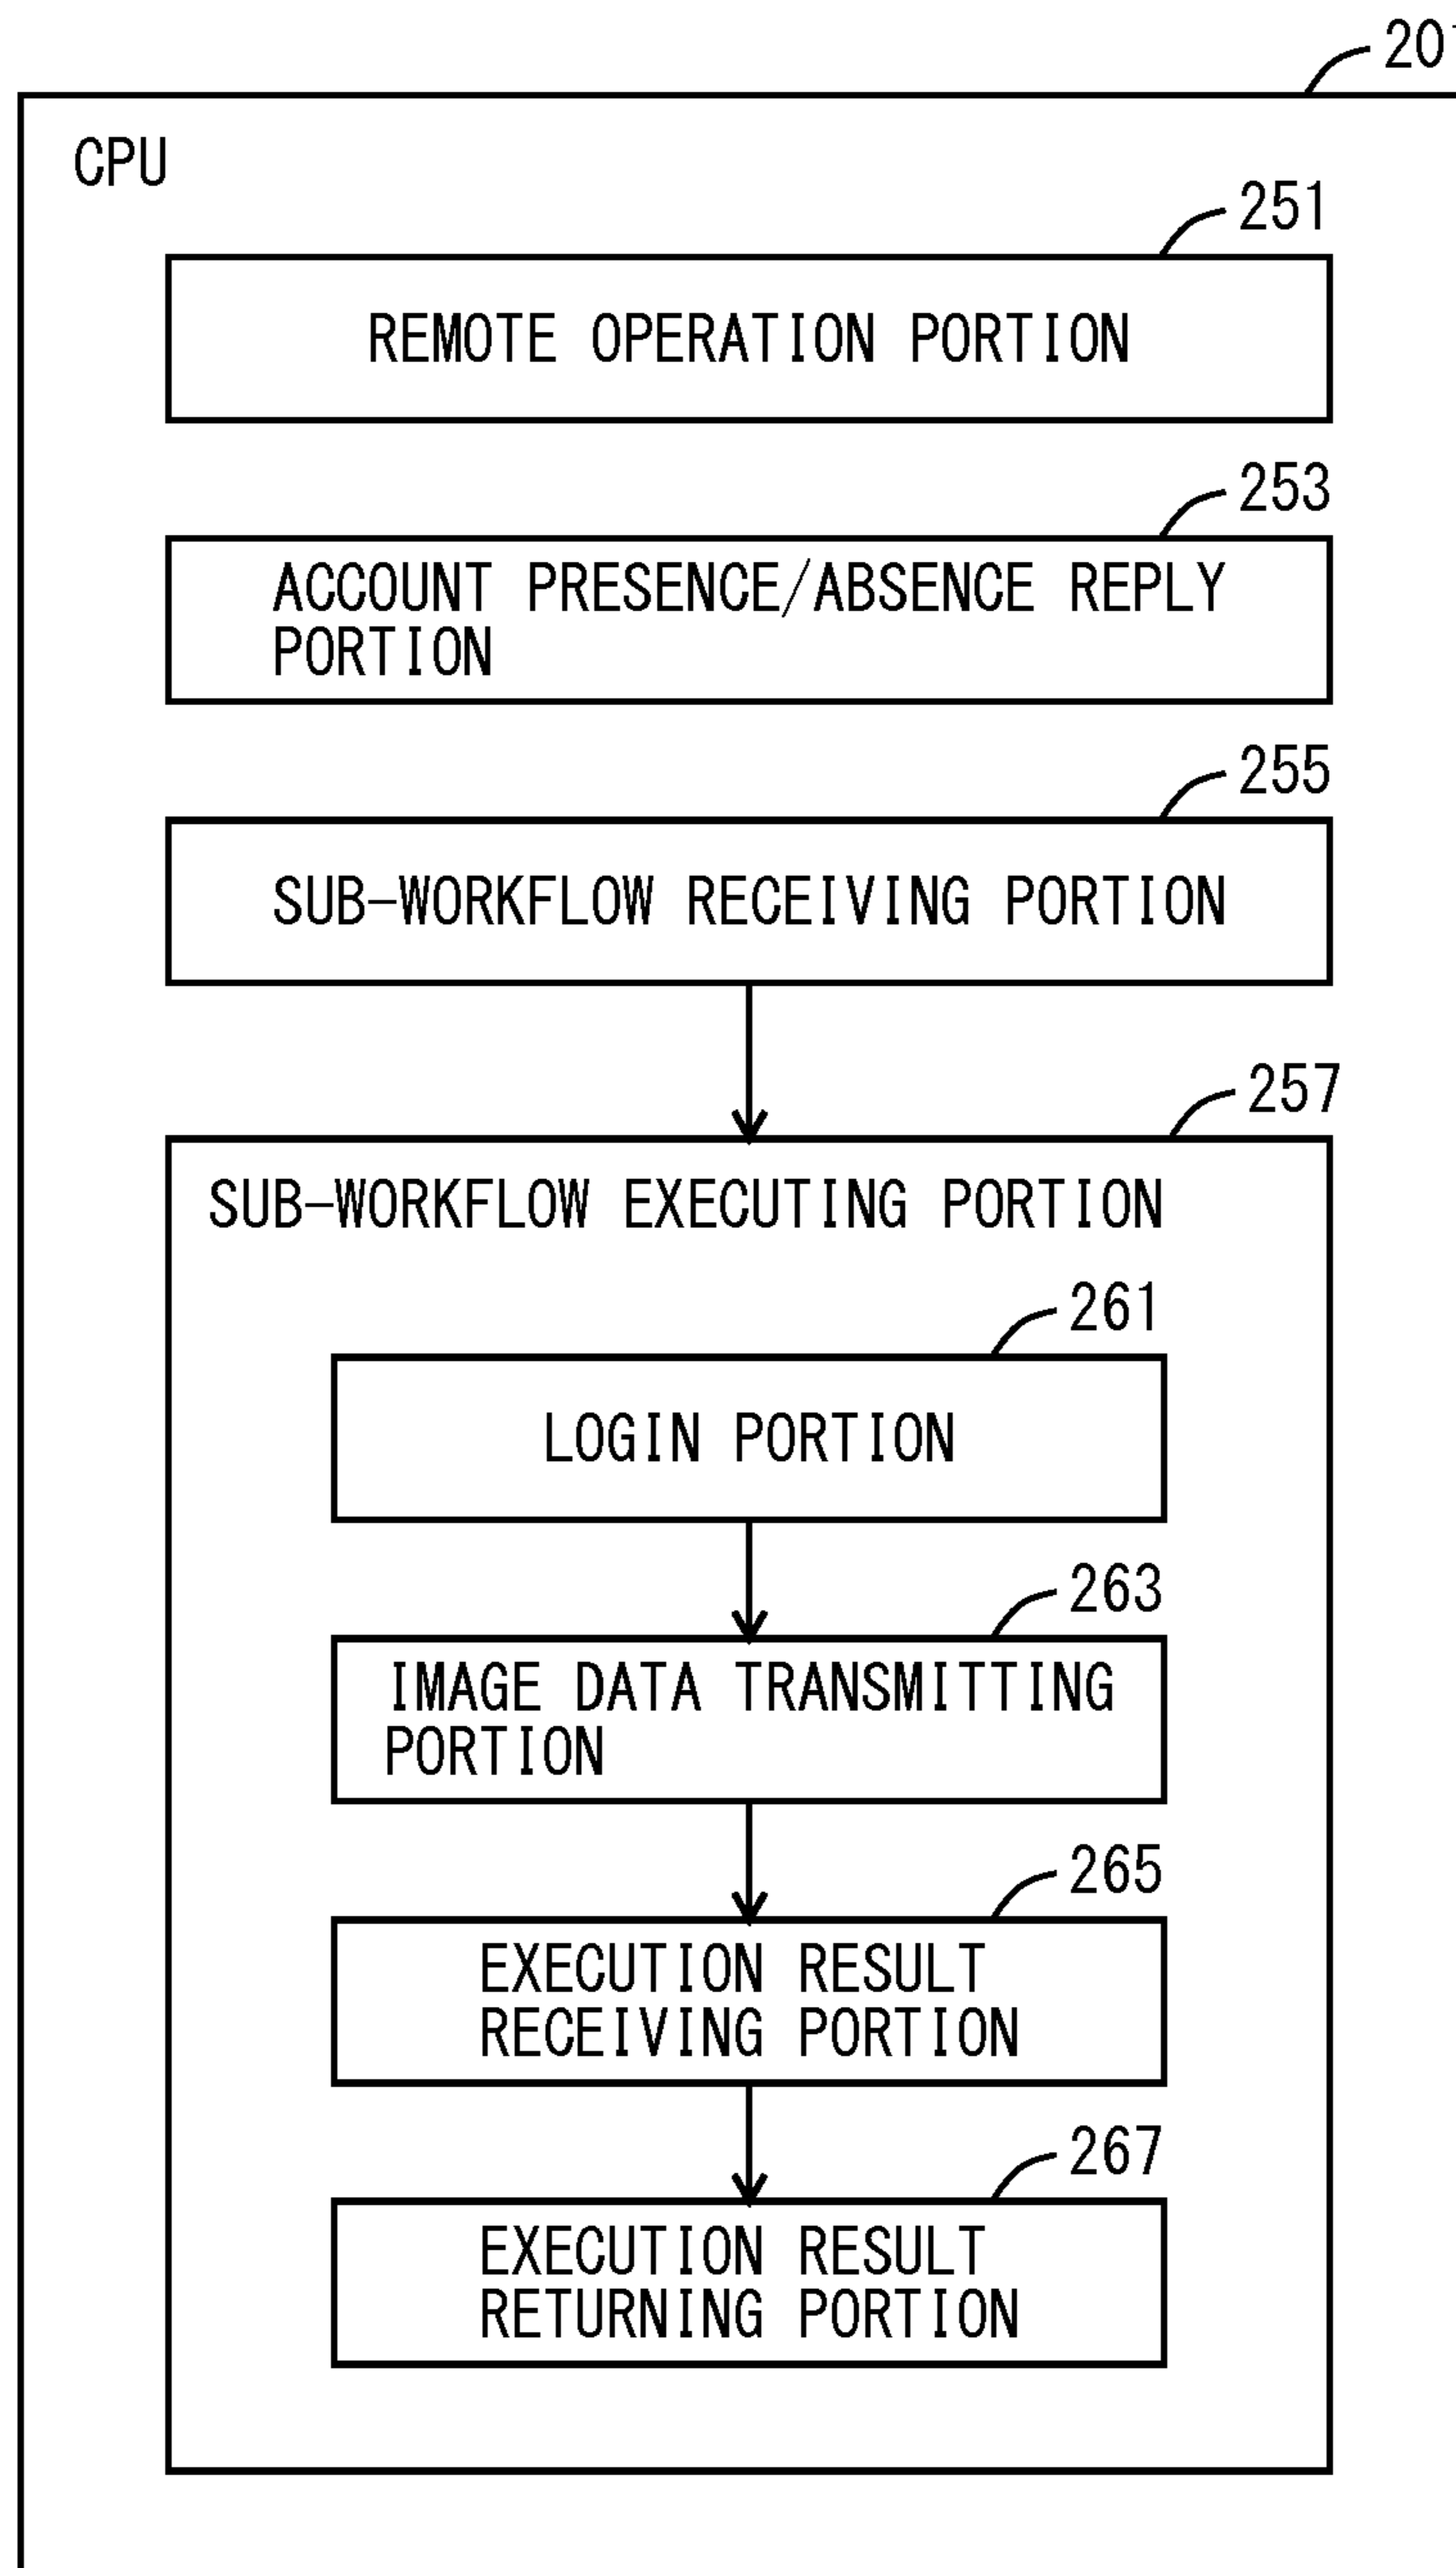 CPU
251
REMOTE OPERATION PORTION
253
ACCOUNT PRESENCE/ABSENCE REPLY
PORTION
255
SUB-WORKFLOW RECEIVING PORTION
257
SUB-WORKFLOW EXECUTING PORTION
261
LOGIN PORTION
263
IMAGE DATA TRANSMITTING
PORTION
265
EXECUTION RESULT
RECEIVING PORTION
267
EXECUTION RESULT
RETURNING PORTION